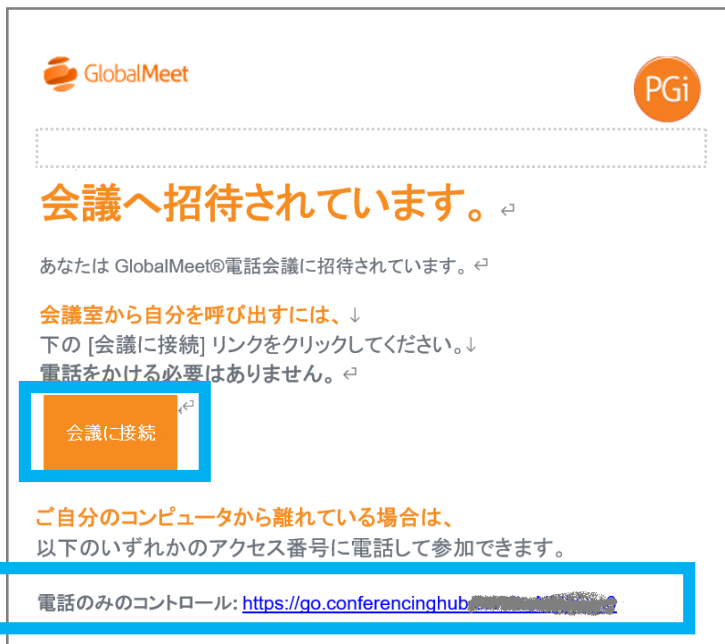 GlobalMeet
PGi
会議へ招待されています。
あなたは GlobalMeet®電話会議に招待されています。
会議室から自分を呼び出すには、
下の [会議に接続] リンクをクリックしてください。
電話をかける必要はありません。
会議に接続
ご自分のコンピュータから離れている場合は、
以下のいずれかのアクセス番号に電話して参加できます。
電話のみのコントロール: https://go.conferencinghub